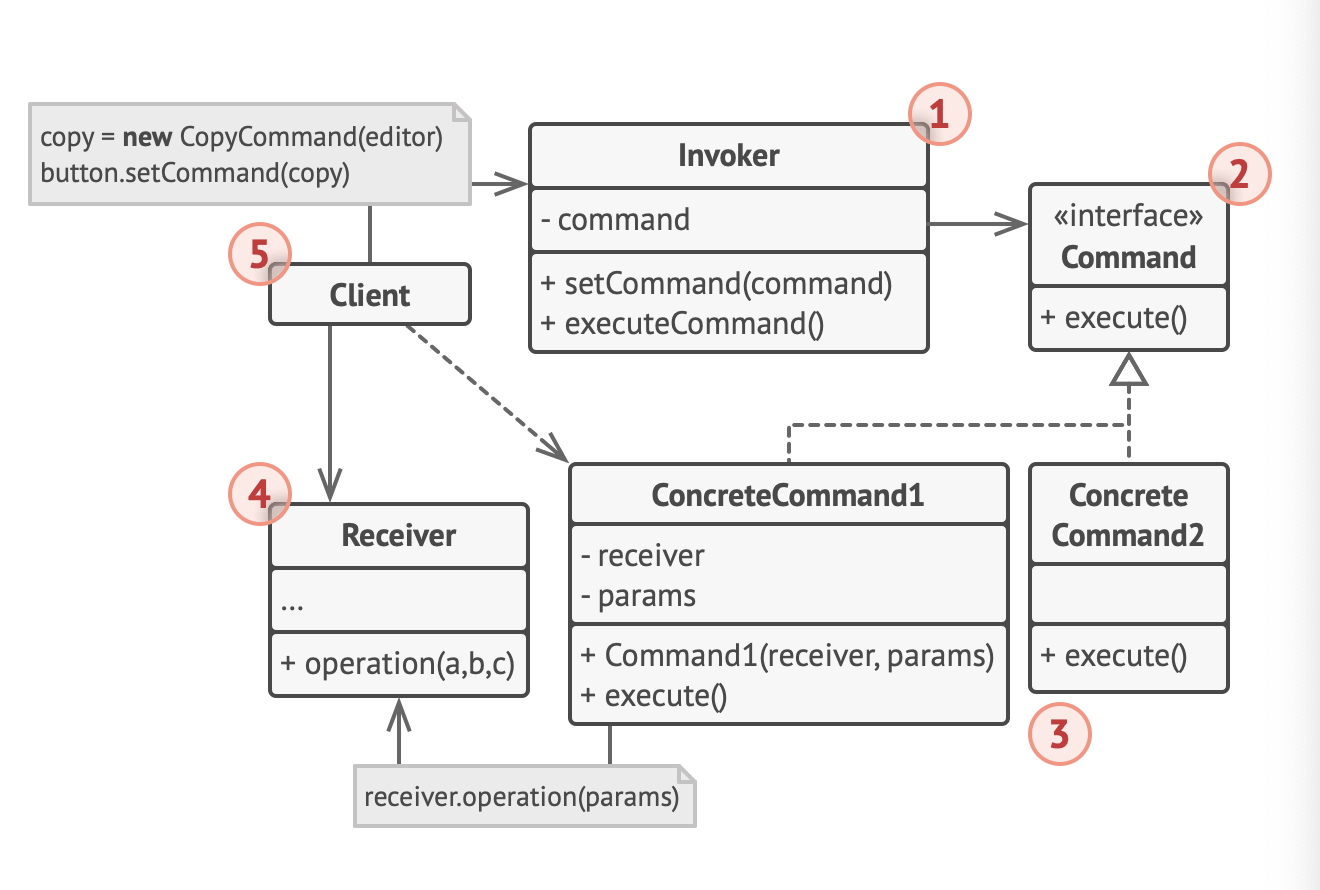 copy = new CopyCommand(editor)
button.setCommand(copy)
1
Invoker
- command
+ setCommand(command)
+ executeCommand()
2
«interface»
Command
+ execute()
5
Client
4
Receiver
...
+ operation(a,b,c)
ConcreteCommand1
- receiver
- params
+ Command1(receiver, params)
+ execute()
Concrete
Command2
+ execute()
3
receiver.operation(params)